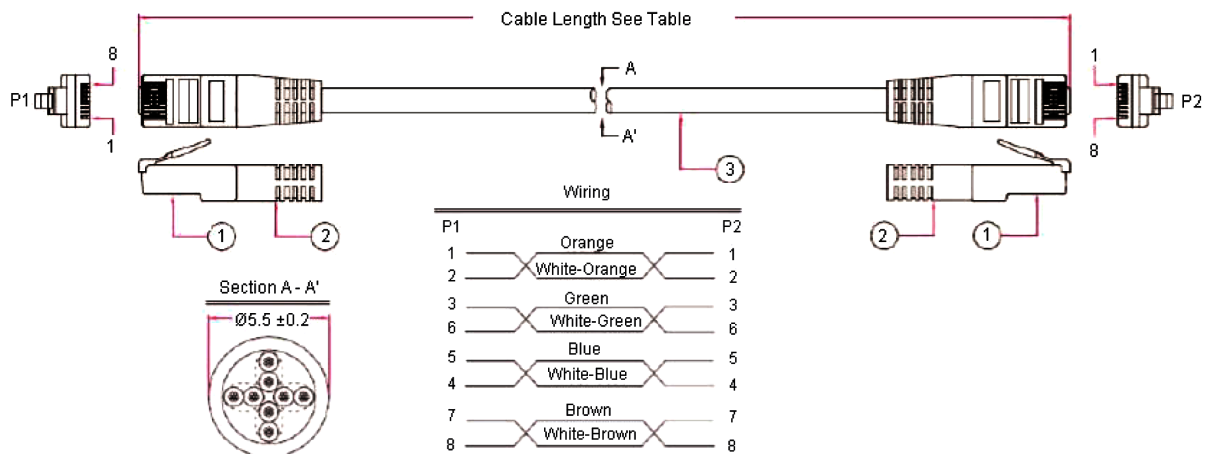 Cable Length See Table
8
A
1
P1
P2
1
A'
8
3
1
2
2
1
Wiring
P1
P2
Orange
1
1
White-Orange
2
2
Green
3
3
White-Green
6
6
Blue
5
5
White-Blue
4
4
Brown
7
7
White-Brown
8
8
Section A - A'
Ø5.5 ±0.2